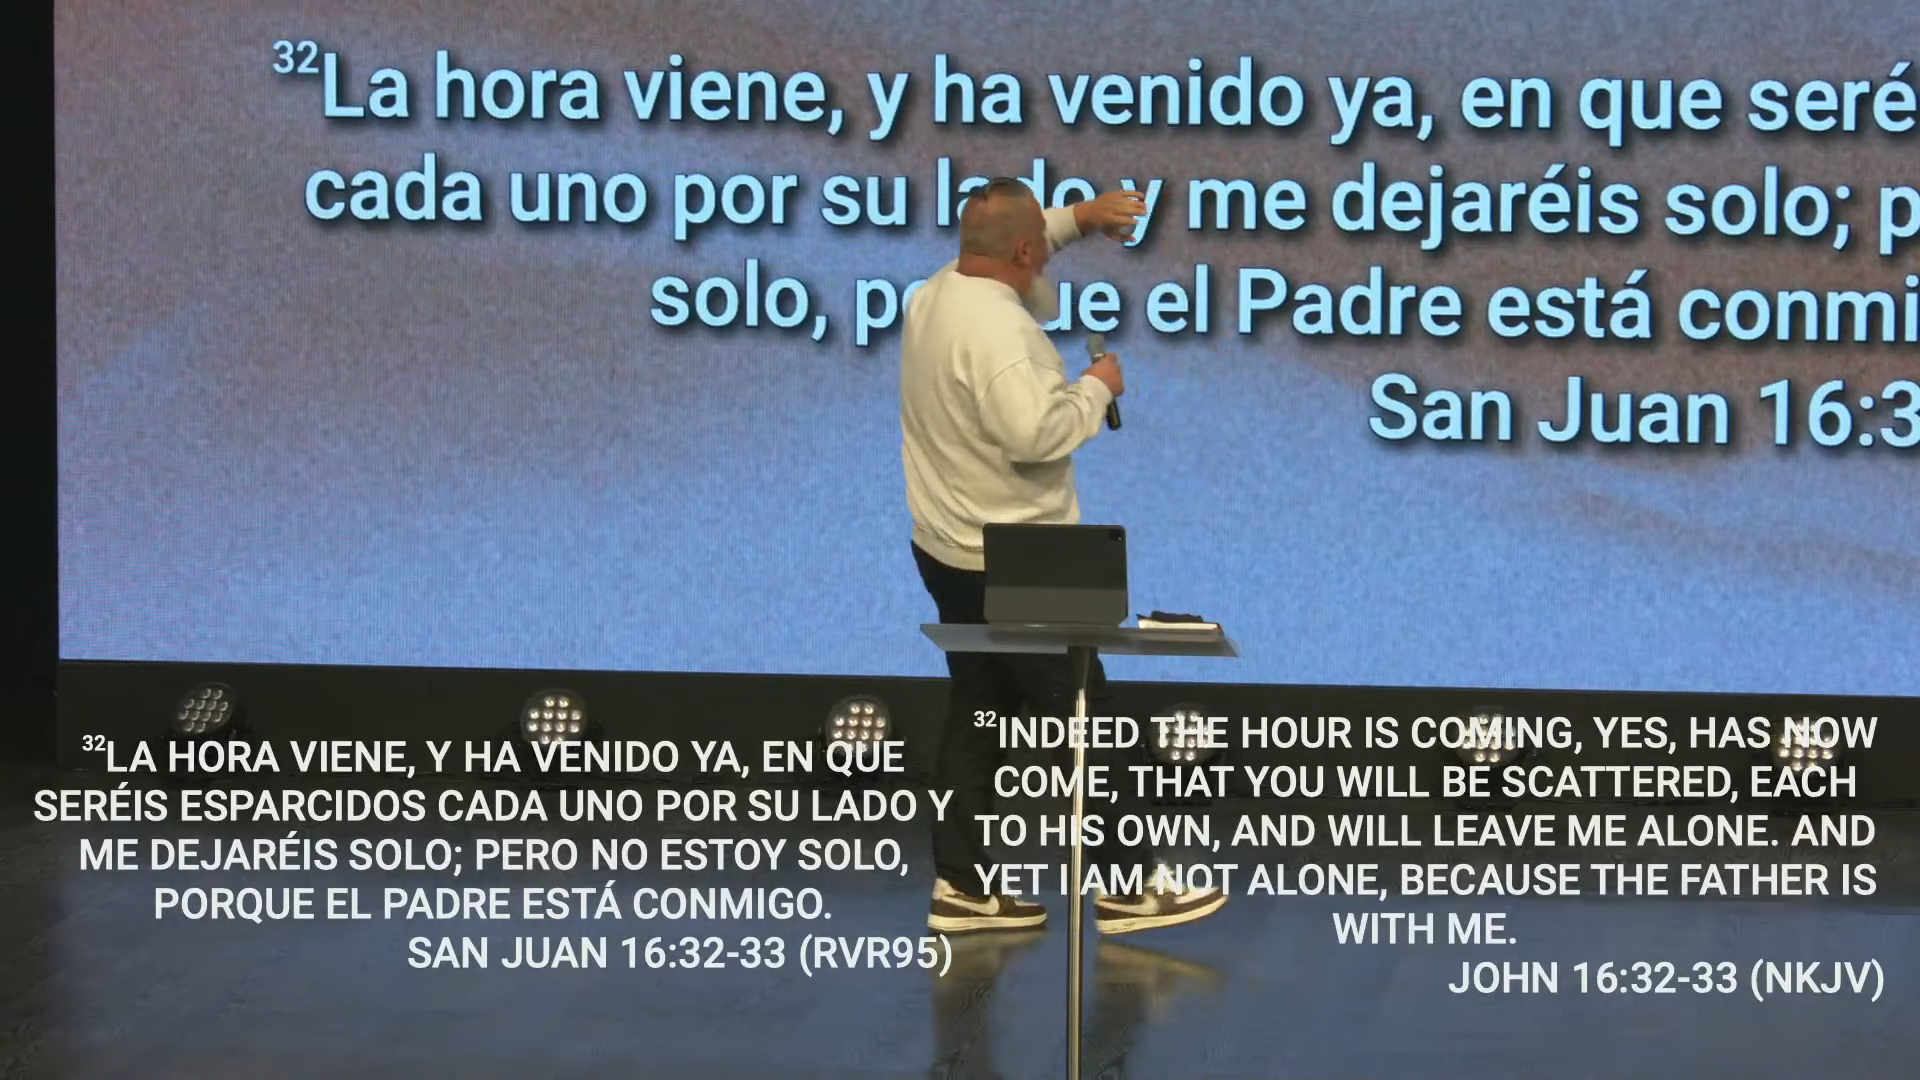 32La hora viene, y ha venido ya, en que seré
cada uno por su lado y me dejaréis solo; p
solo, el Padre está conmi
San Juan 16:3
32LA HORA VIENE, Y HA VENIDO YA, EN QUE
SERÉIS ESPARCIDOS CADA UNO POR SU LADO Y
ME DEJARÉIS SOLO; PERO NO ESTOY SOLO,
PORQUE EL PADRE ESTÁ CONMIGO.
SAN JUAN 16:32-33 (RVR95)
32INDEED THE HOUR IS COMING, YES, HAS NOW
COME, THAT YOU WILL BE SCATTERED, EACH
TO HIS OWN, AND WILL LEAVE ME ALONE. AND
YET I AM NOT ALONE, BECAUSE THE FATHER IS
WITH ME.
JOHN 16:32-33 (NKJV)